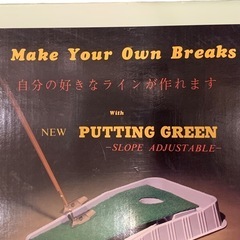 Make Your Own Breaks
自分の好きなラインが作れます
With
NEW PUTTING GREEN
-SLOPE ADJUSTABLE-